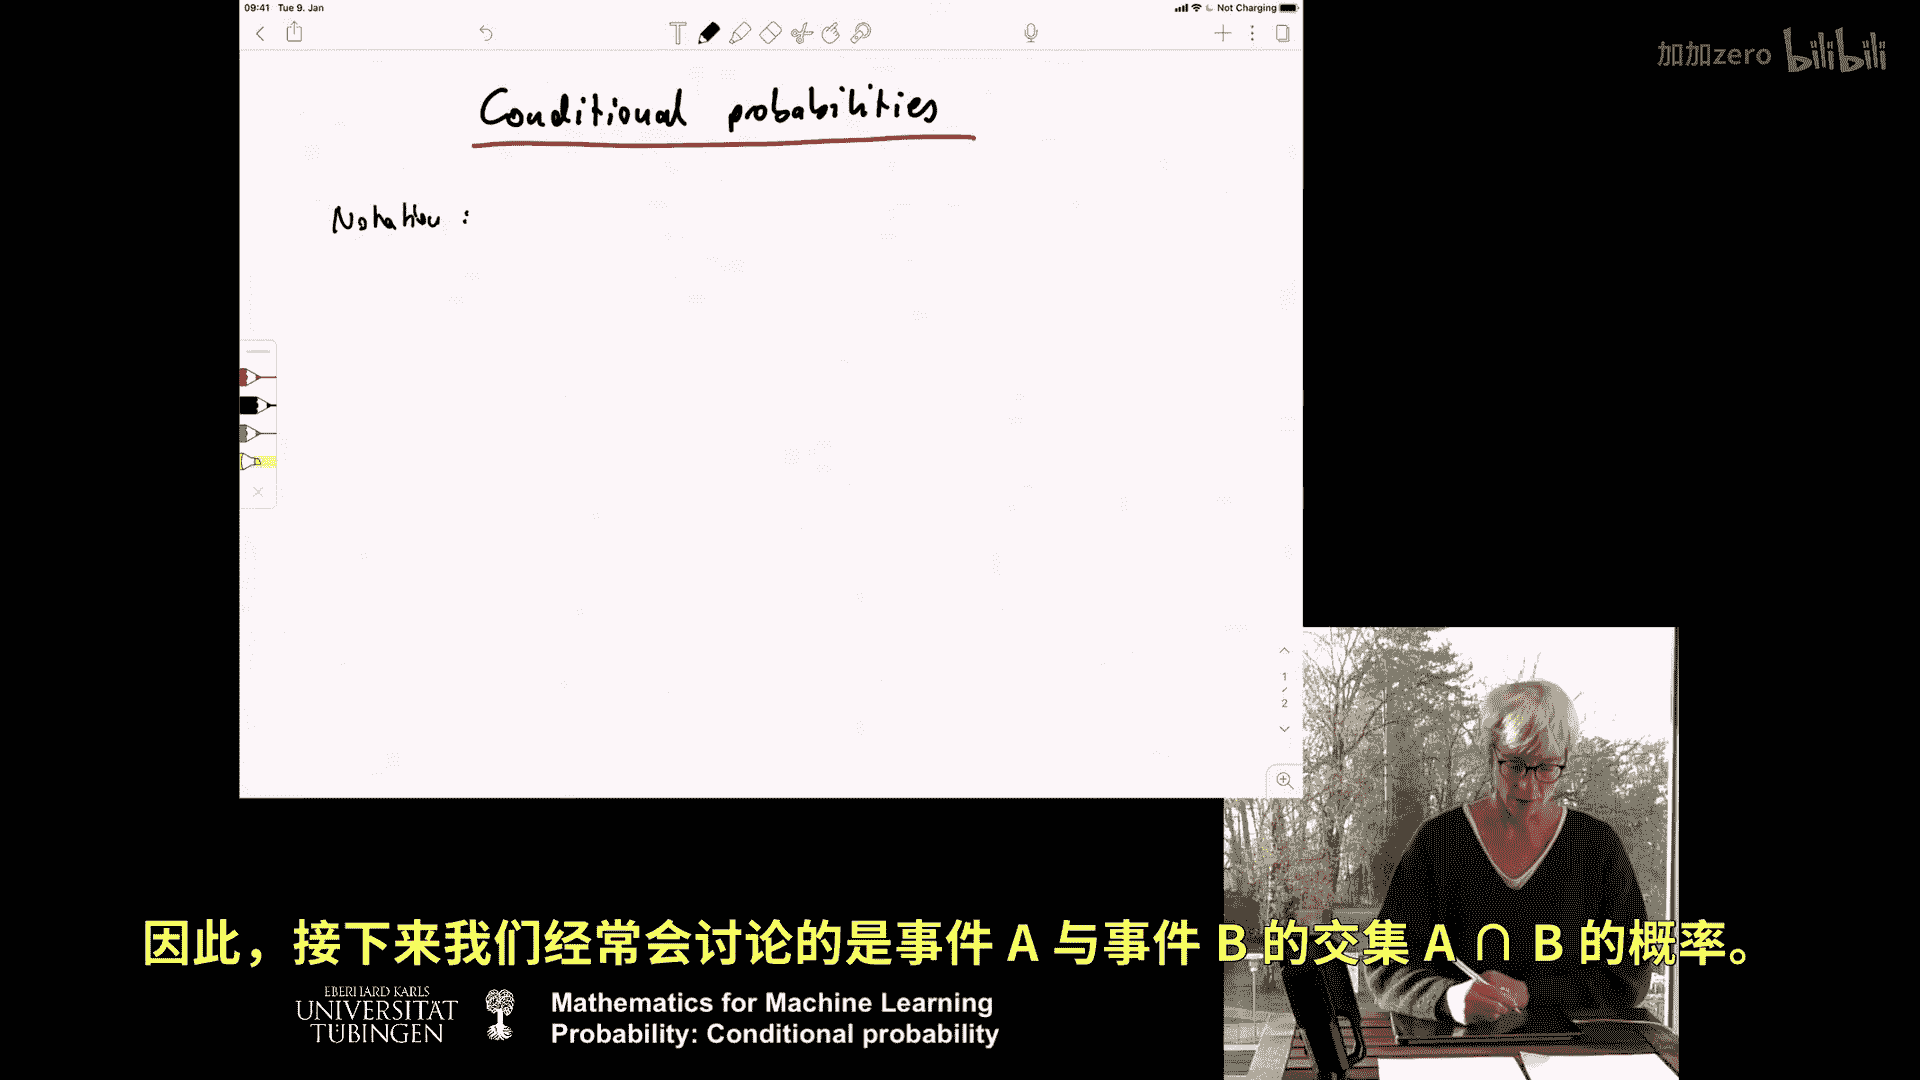 09:41 Tue 9. Jan
Not Charging
加加zero bilibili
Conditional probabilities
Notation :
1
2
因此，接下来我们经常会讨论的是事件 A 与事件 B 的交集 A ∩ B 的概率。
EBERHARD KARLS
UNIVERSITÄT
TÜBINGEN
Mathematics for Machine Learning
Probability: Conditional probability